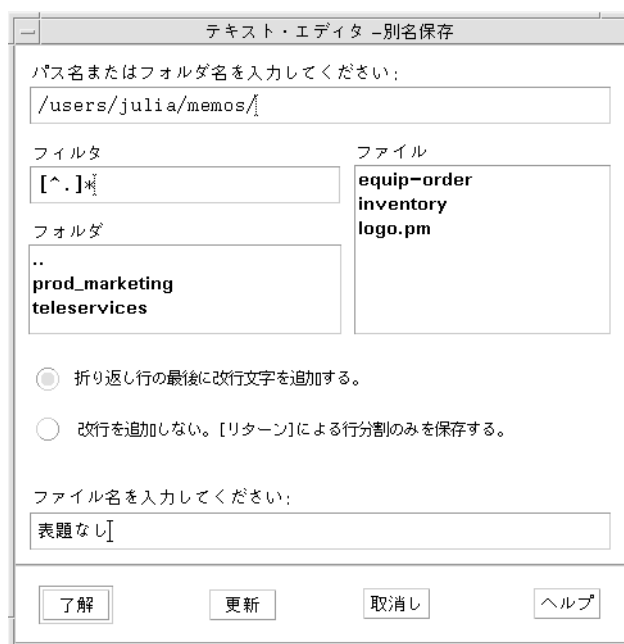 テキスト・エディタ –別名保存
パス名またはフォルダ名を入力してください:
/users/julia/memos/
フィルタ
[^.]*
フォルダ
..
prod_marketing
teleservices
ファイル
equip-order
inventory
logo.pm
折り返し行の最後に改行文字を追加する。
改行を追加しない。[リターン]による行分割のみを保存する。
ファイル名を入力してください:
表題なし
了解 更新 取消し ヘルプ